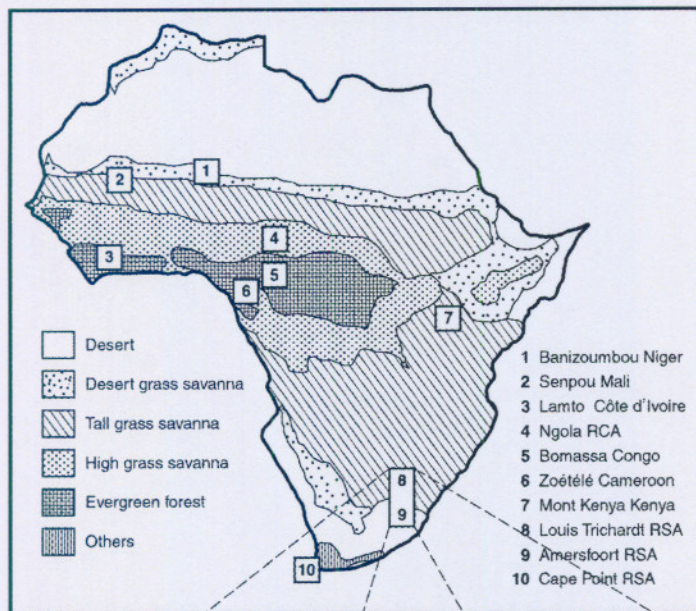 1
2
3
4
5
6
7
8
9
10
Desert
Desert grass savanna
Tall grass savanna
High grass savanna
Evergreen forest
Others
1 Banizoumbou Niger
2 Senpou Mali
3 Lamto Côte d'Ivoire
4 Ngola RCA
5 Bomassa Congo
6 Zoétélé Cameroon
7 Mont Kenya Kenya
8 Louis Trichardt RSA
9 Amersfoort RSA
10 Cape Point RSA